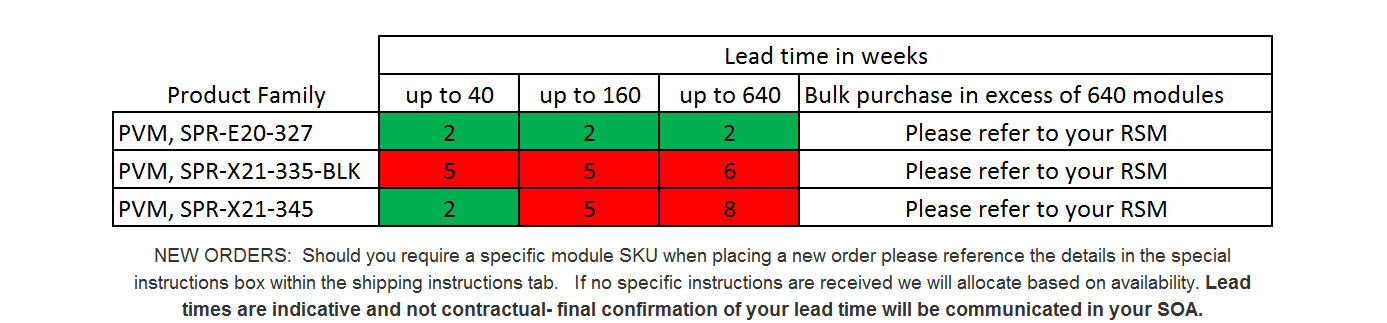 Lead time in weeks
Product Family up to 40 up to 160 up to 640 Bulk purchase in excess of 640 modules
PVM, SPR-E20-327 2 2 2 Please refer to your RSM
PVM, SPR-X21-335-BLK 5 5 6 Please refer to your RSM
PVM, SPR-X21-345 2 5 8 Please refer to your RSM
NEW ORDERS:  Should you require a specific module SKU when placing a new order please reference the details in the special
instructions box within the shipping instructions tab.   If no specific instructions are received we will allocate based on availability. Lead
times are indicative and not contractual- final confirmation of your lead time will be communicated in your SOA.